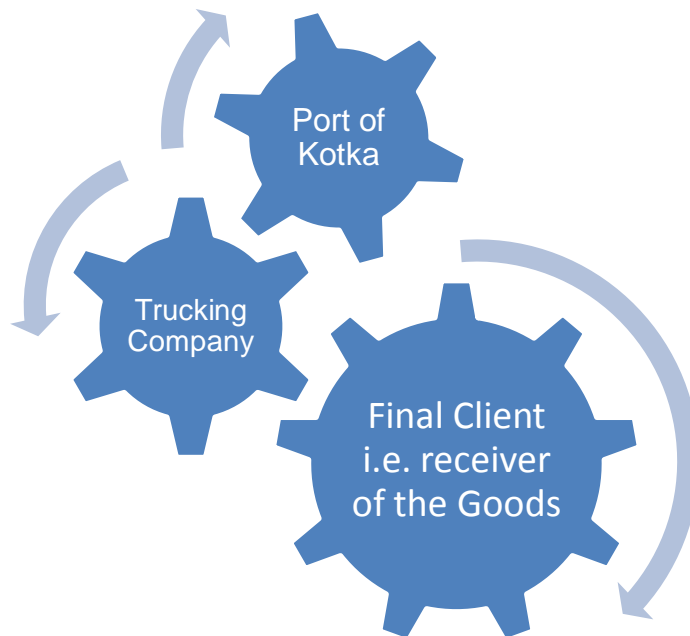 Port of
Kotka
Trucking
Company
Final Client
i.e. receiver
of the Goods